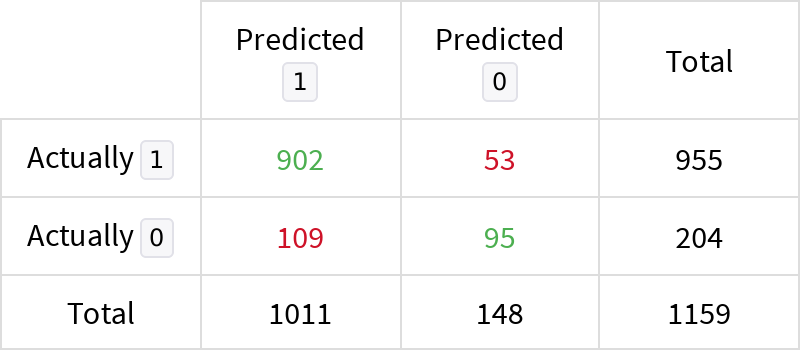 Predicted Predicted Total
1 0
Actually 1 902 53 955
Actually 0 109 95 204
Total 1011 148 1159